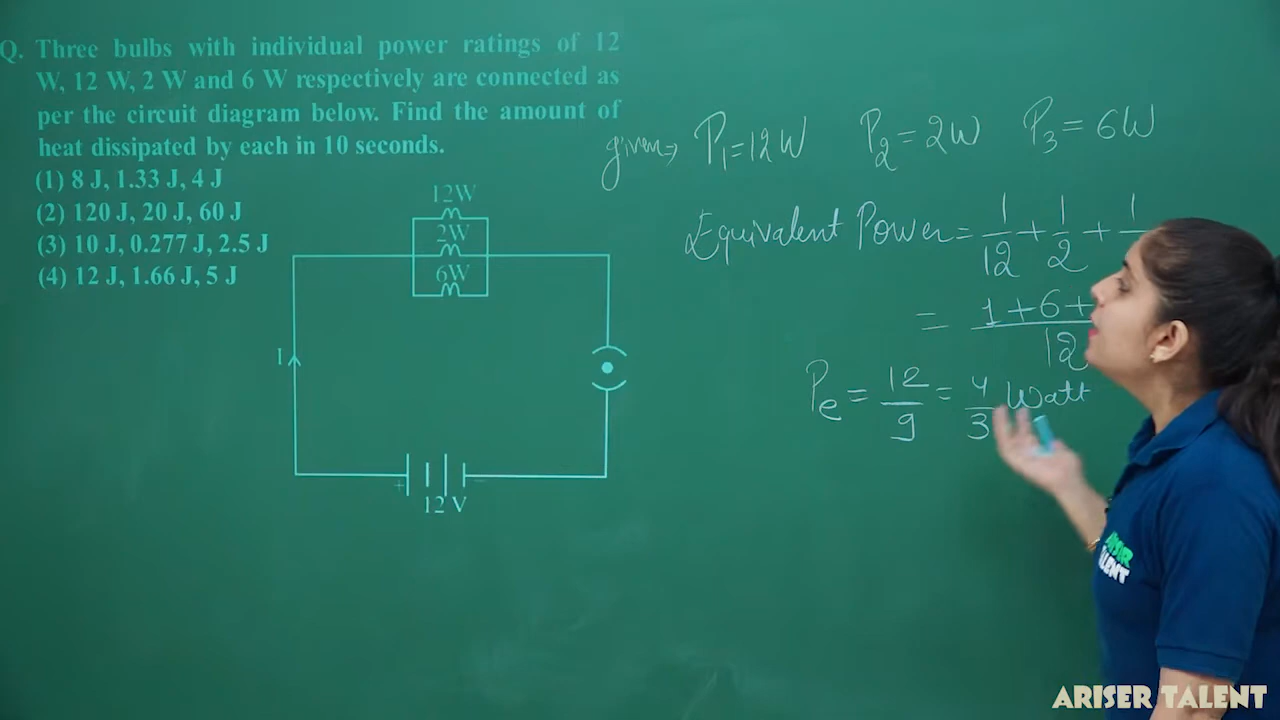 Q. Three bulbs with individual power ratings of 12
W, 12 W, 2 W and 6 W respectively are connected as
per the circuit diagram below. Find the amount of
heat dissipated by each in 10 seconds.
(1) 8 J, 1.33 J, 4 J
(2) 120 J, 20 J, 60 J
(3) 10 J, 0.277 J, 2.5 J
(4) 12 J, 1.66 J, 5 J
12W
2W
6W
1
+ −
12 V
given→ P₁=12W P₂=2W P₃=6W
Equivalent Power = 1/12 + 1/2 + 1
= 1+6+ / 12
Pe = 12/9 = 4/3 Watt
ARISER TALENT